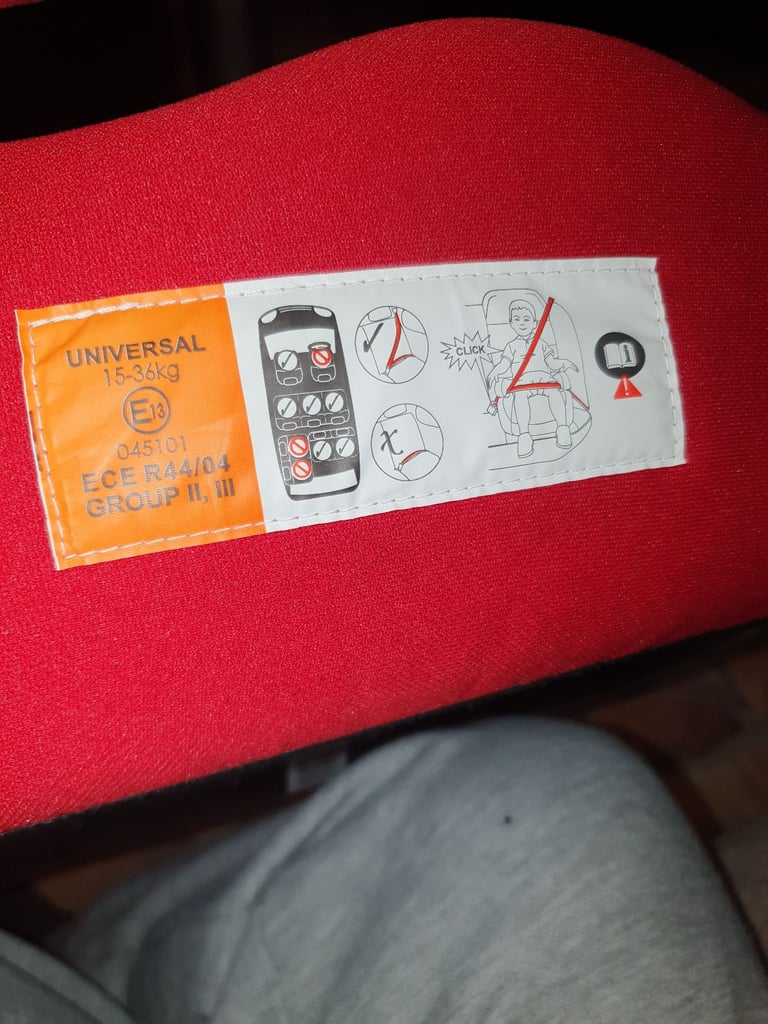 UNIVERSAL
15-36kg
E13
045101
ECE R44/04
GROUP II, III
CLICK
i